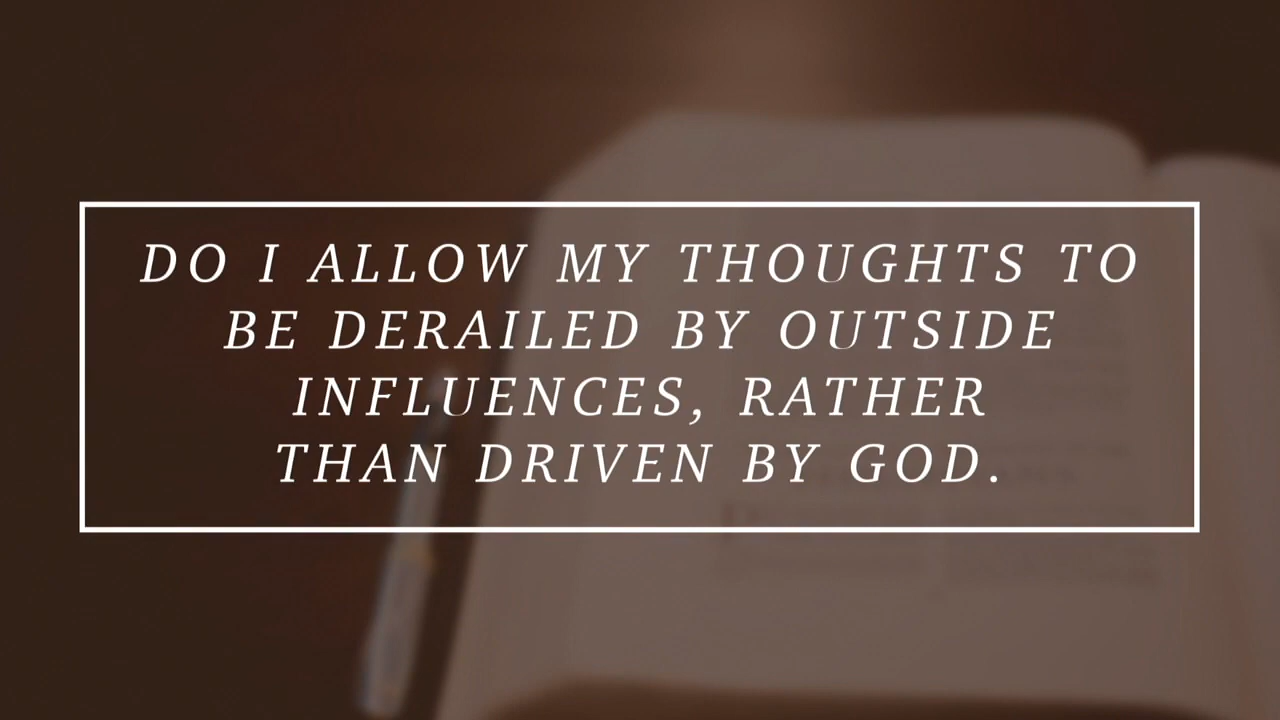 DO I ALLOW MY THOUGHTS TO
BE DERAILED BY OUTSIDE
INFLUENCES, RATHER
THAN DRIVEN BY GOD.